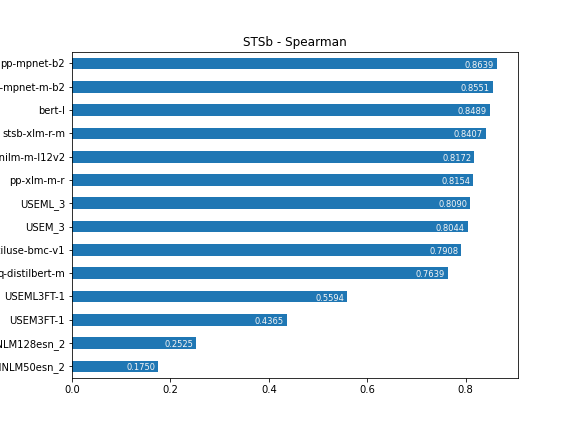 STSb - Spearman
pp-mpnet-b2 0.8639
-mpnet-m-b2 0.8551
bert-l 0.8489
stsb-xlm-r-m 0.8407
nilm-m-l12v2 0.8172
pp-xlm-m-r 0.8154
USEML_3 0.8090
USEM_3 0.8044
iluse-bmc-v1 0.7908
q-distilbert-m 0.7639
USEML3FT-1 0.5594
USEM3FT-1 0.4365
NLM128esn_2 0.2525
NNLM50esn_2 0.1750
0.0 0.2 0.4 0.6 0.8